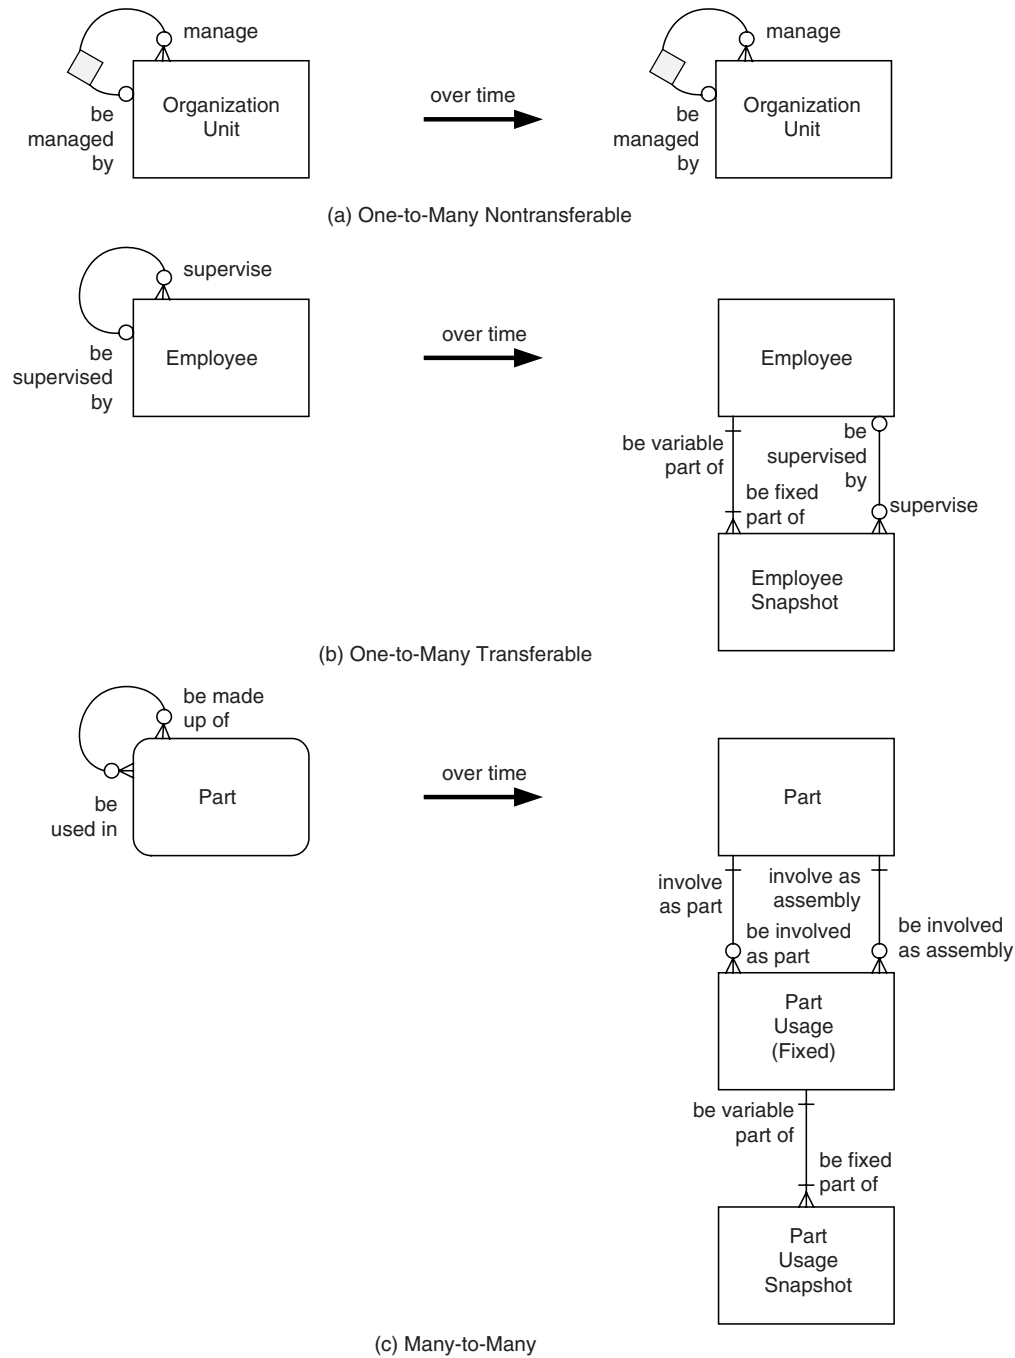 manage
Organization
Unit
be
managed
by
over time
manage
Organization
Unit
be
managed
by
(a) One-to-Many Nontransferable
supervise
Employee
be
supervised
by
over time
Employee
be variable
part of
be
supervised
by
be fixed
part of
supervise
Employee
Snapshot
(b) One-to-Many Transferable
be made
up of
Part
be
used in
over time
Part
involve
as part
involve as
assembly
be involved
as part
be involved
as assembly
Part
Usage
(Fixed)
be variable
part of
be fixed
part of
Part
Usage
Snapshot
(c) Many-to-Many